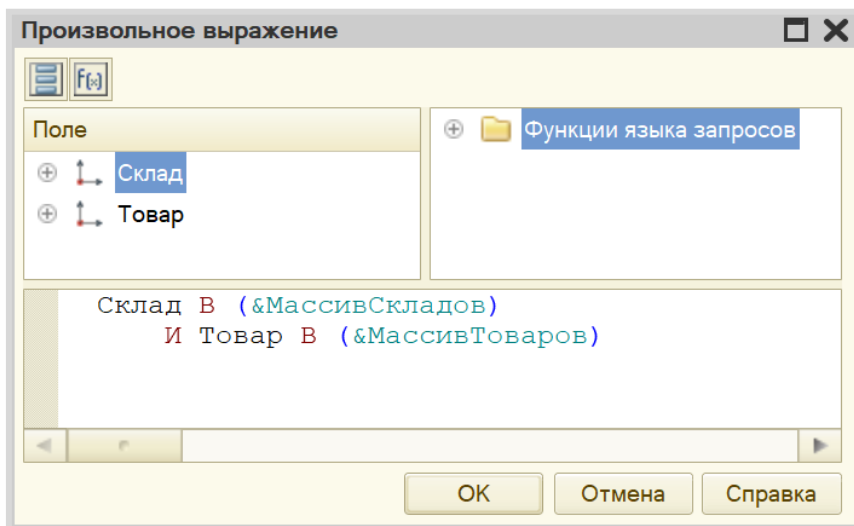 Произвольное выражение
f(x)
Поле
Склад
Товар
Функции языка запросов
Склад В (&МассивСкладов)
И Товар В (&МассивТоваров)
OK
Отмена
Справка